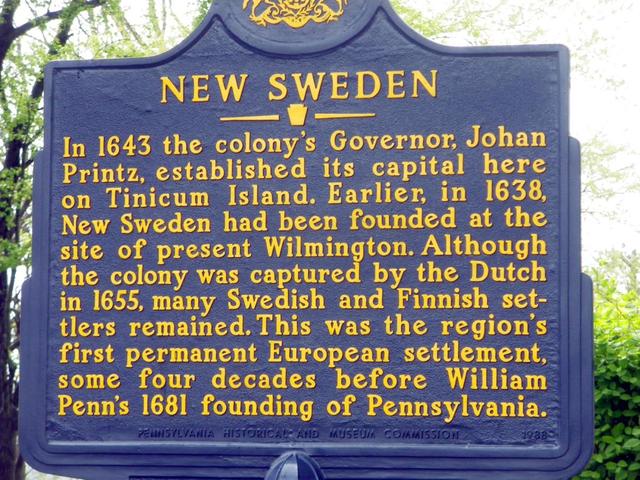 NEW SWEDEN
In 1643 the colony's Governor, Johan
Printz, established its capital here
on Tinicum Island. Earlier, in 1638,
New Sweden had been founded at the
site of present Wilmington. Although
the colony was captured by the Dutch
in 1655, many Swedish and Finnish set-
tlers remained. This was the region's
first permanent European settlement,
some four decades before William
Penn's 1681 founding of Pennsylvania.
PENNSYLVANIA HISTORICAL AND MUSEUM COMMISSION 1988